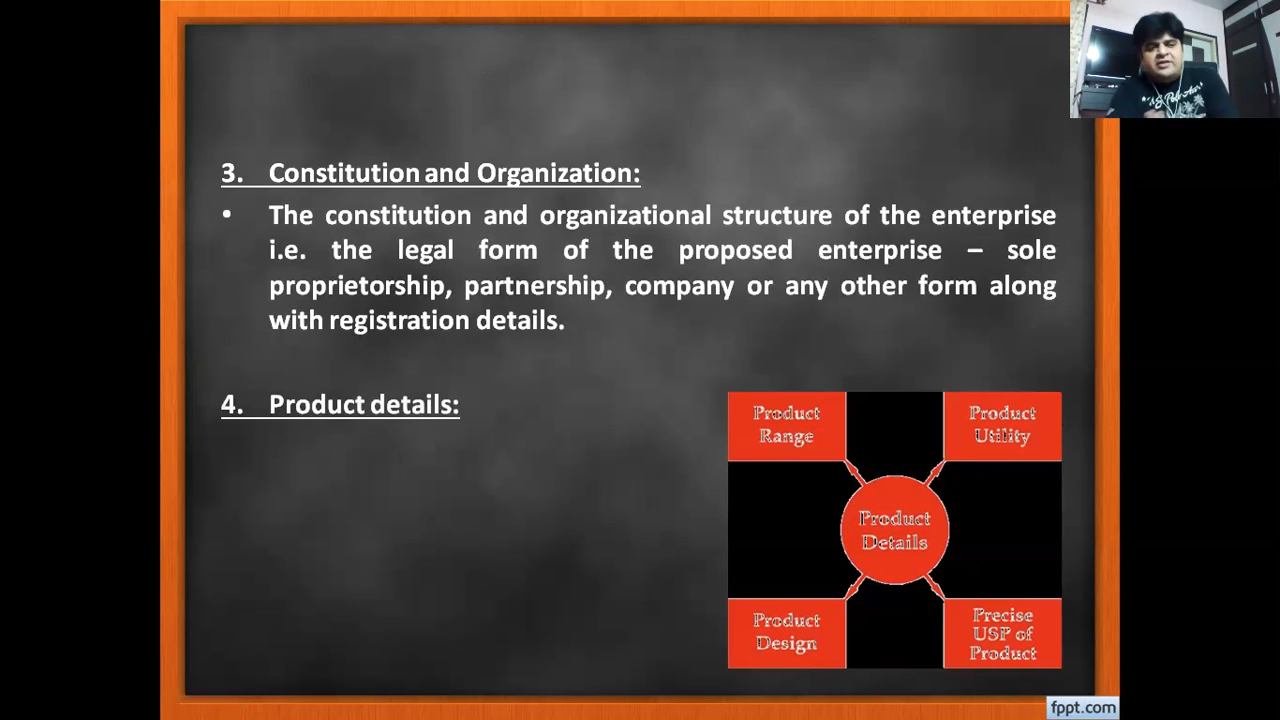 3. Constitution and Organization:
• The constitution and organizational structure of the enterprise
i.e. the legal form of the proposed enterprise – sole
proprietorship, partnership, company or any other form along
with registration details.
4. Product details:
Product
Range
Product
Utility
Product
Details
Product
Design
Precise
USP of
Product
fppt.com